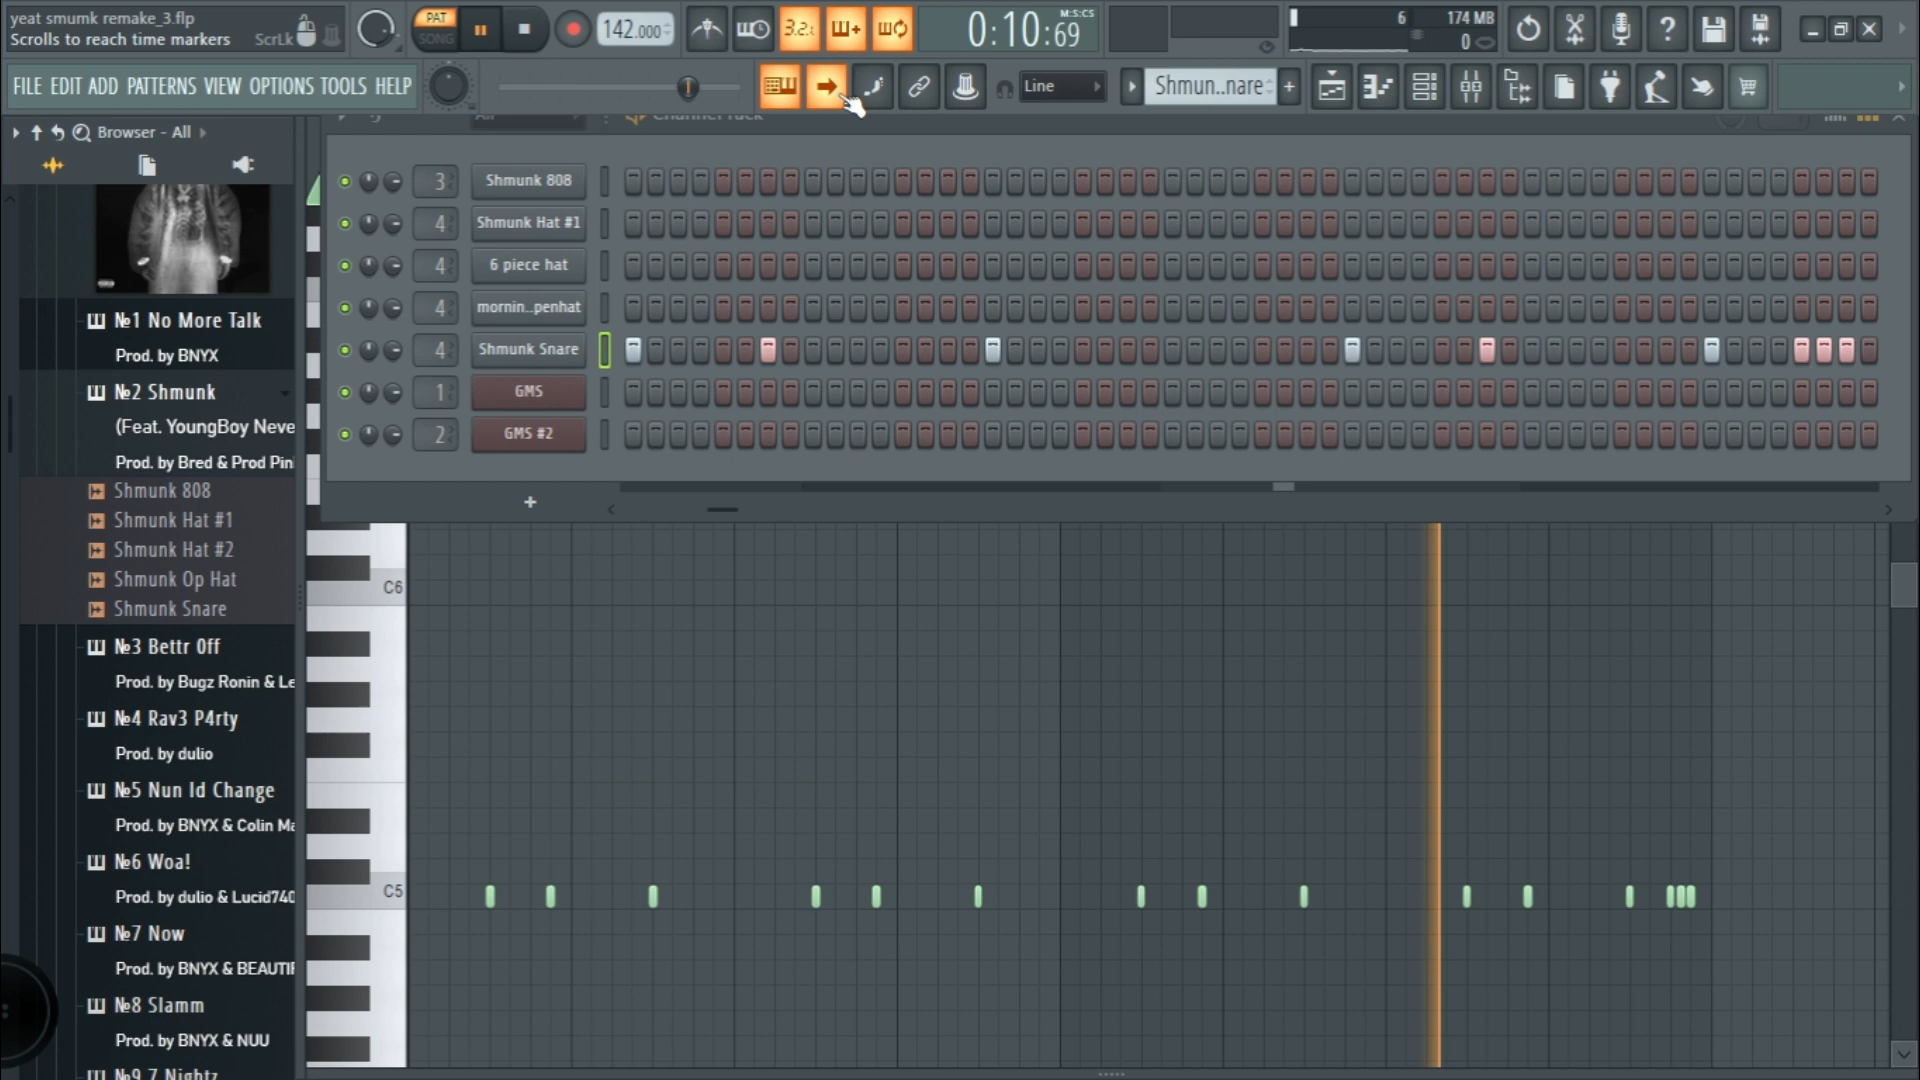 yeat smumk remake_3.flp
Scrolls to reach time markers
ScrLk
PAT
SONG
142.000
3.2:
0:10:69
M:S:CS
6
174 MB
0
FILE EDIT ADD PATTERNS VIEW OPTIONS TOOLS HELP
Line
Shmun..nare
+
Browser - All
All
Channel rack
3 Shmunk 808
4 Shmunk Hat #1
4 6 piece hat
4 mornin..penhat
4 Shmunk Snare
1 GMS
2 GMS #2
+
№1 No More Talk
Prod. by BNYX
№2 Shmunk
(Feat. YoungBoy Neve
Prod. by Bred & Prod Pin
Shmunk 808
Shmunk Hat #1
Shmunk Hat #2
Shmunk Op Hat
Shmunk Snare
№3 Bettr 0ff
Prod. by Bugz Ronin & Le
№4 Rav3 P4rty
Prod. by dulio
№5 Nun Id Change
Prod. by BNYX & Colin Ma
№6 Woa!
Prod. by dulio & Lucid740
№7 Now
Prod. by BNYX & BEAUTIF
№8 Slamm
Prod. by BNYX & NUU
№9 7 Nightz
C6
C5